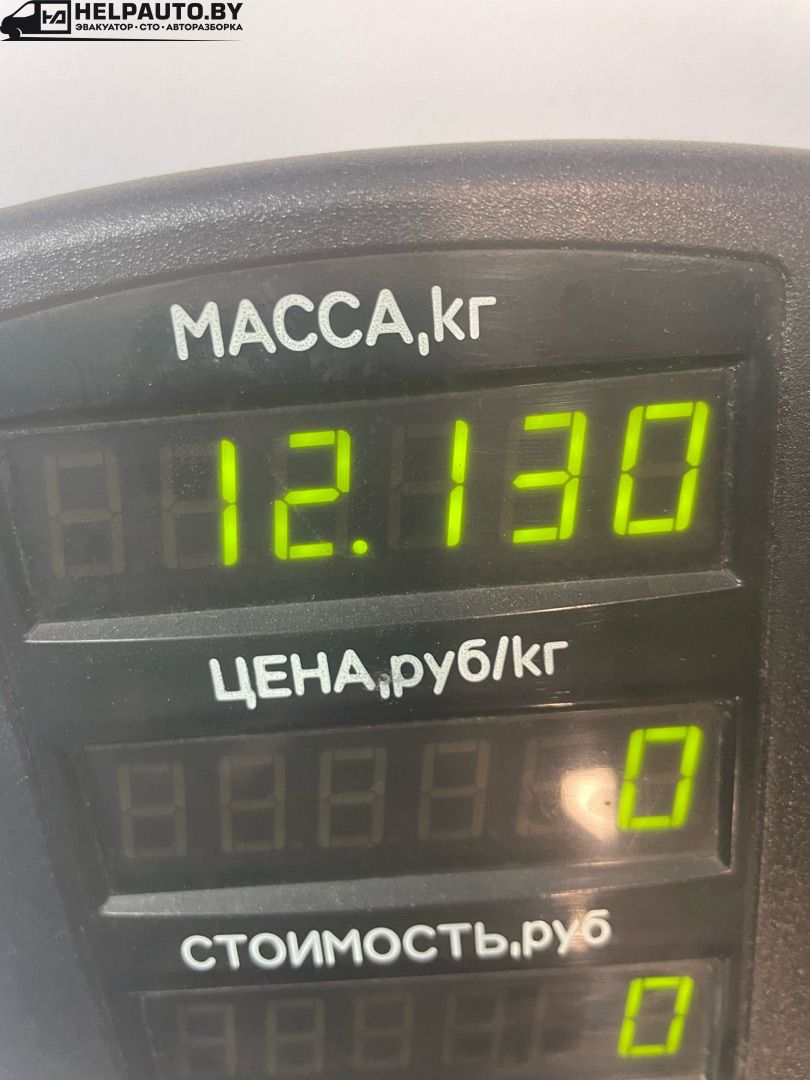 HELPAUTO.BY
ЭВАКУАТОР • СТО • АВТОРАЗБОРКА
МАССА,кг
12.130
ЦЕНА,руб/кг
0
СТОИМОСТЬ,руб
0